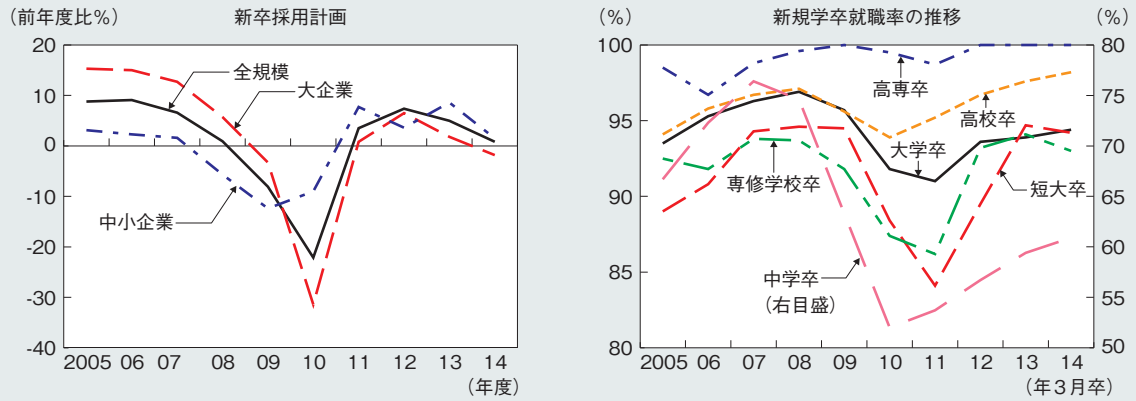 （前年度比％） 新卒採用計画
20
10
0
-10
-20
-30
-40
全規模
大企業
中小企業
2005 06 07 08 09 10 11 12 13 14
（年度）
（％） 新規学卒就職率の推移 （％）
100
95
90
85
80
80
75
70
65
60
55
50
高専卒
高校卒
大学卒
専修学校卒
短大卒
中学卒
（右目盛）
2005 06 07 08 09 10 11 12 13 14
（年３月卒）